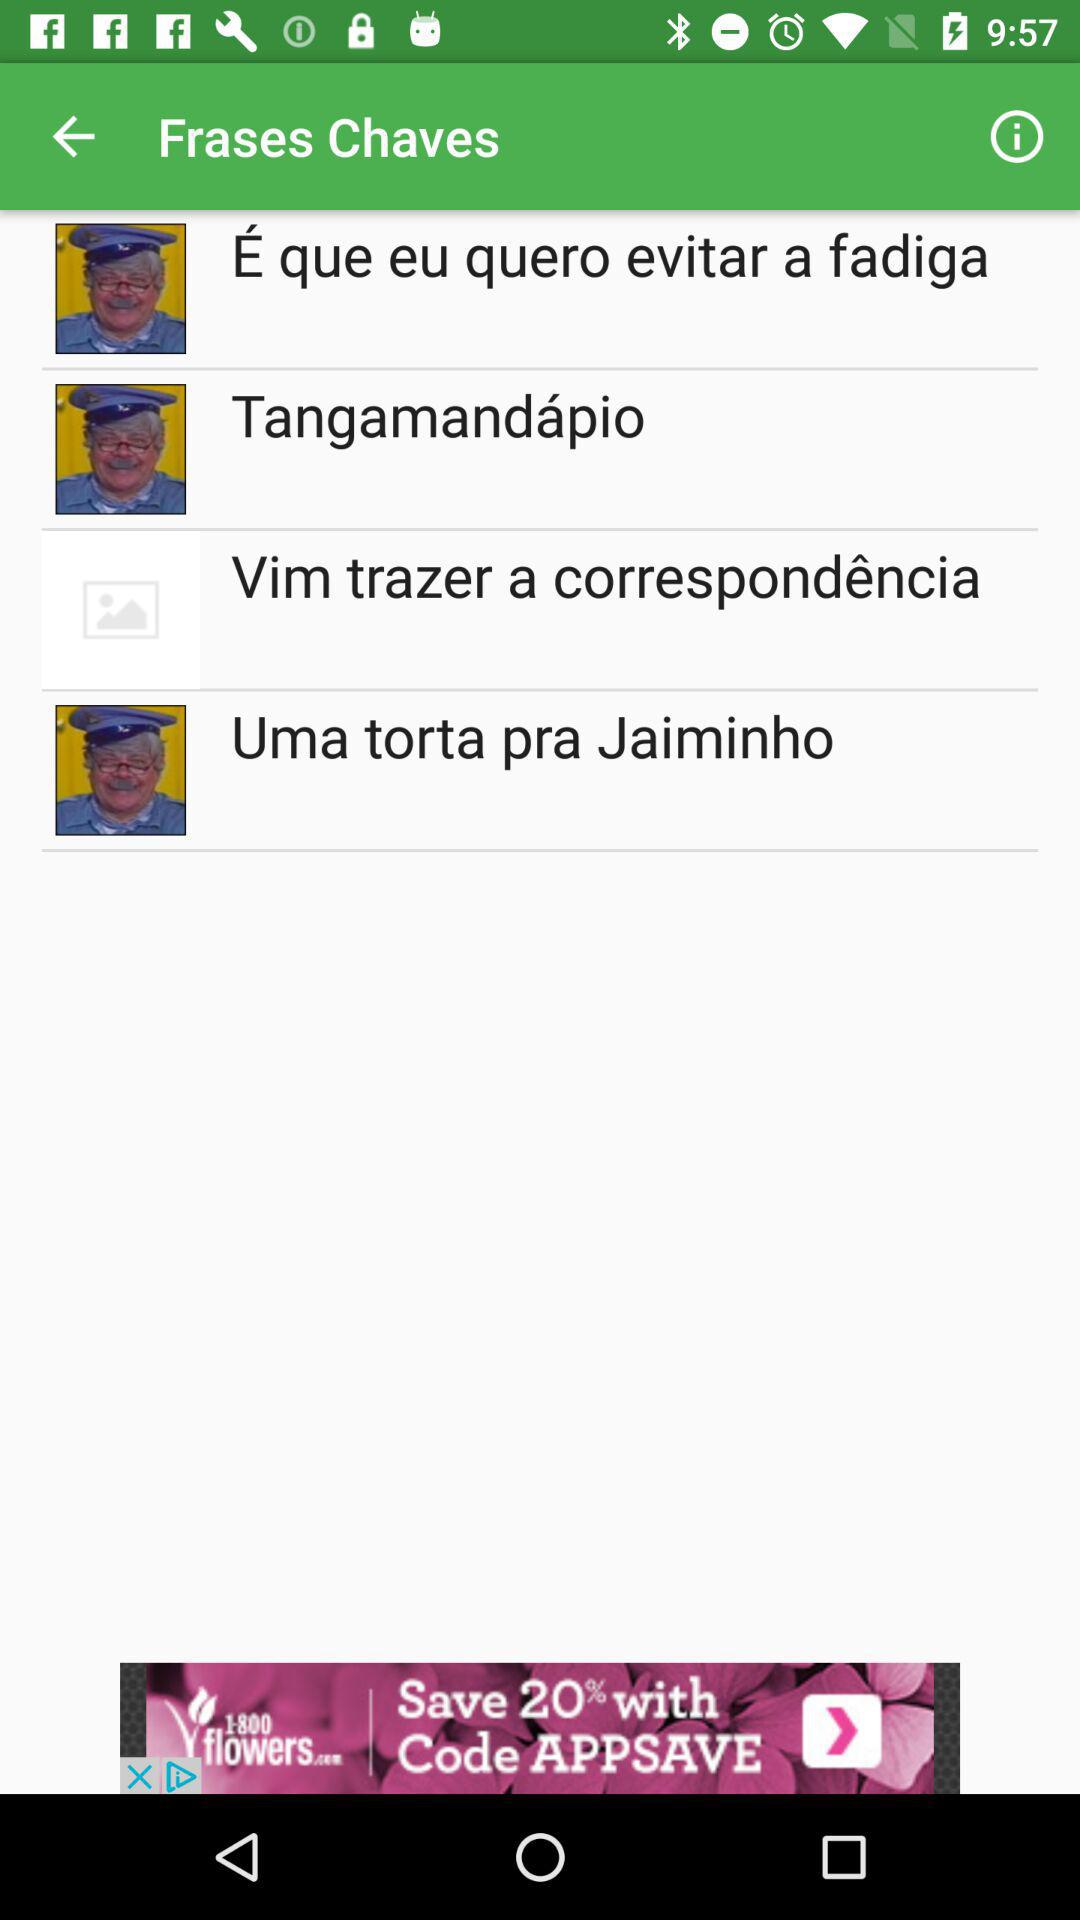 9:57
Frases Chaves
É que eu quero evitar a fadiga
Tangamandápio
Vim trazer a correspondência
Uma torta pra Jaiminho
1-800
flowers.com
Save 20% with
Code APPSAVE